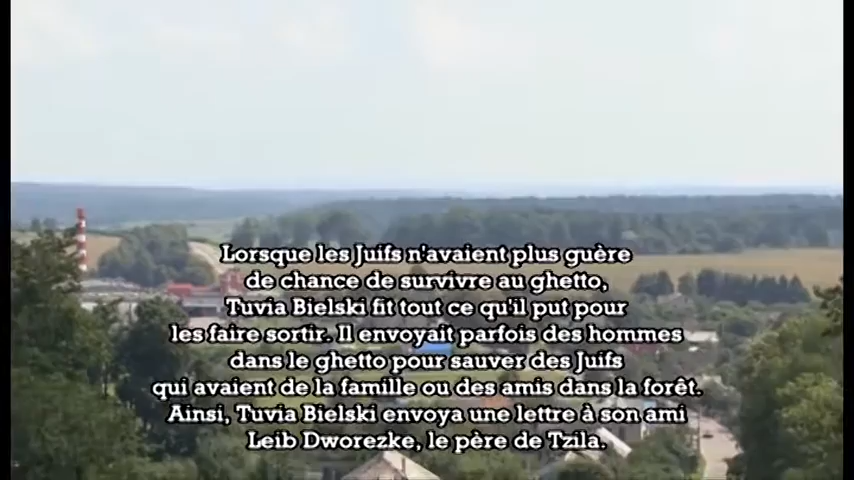 Lorsque les Juifs n'avaient plus guère
de chance de survivre au ghetto,
Tuvia Bielski fit tout ce qu'il put pour
les faire sortir. Il envoyait parfois des hommes
dans le ghetto pour sauver des Juifs
qui avaient de la famille ou des amis dans la forêt.
Ainsi, Tuvia Bielski envoya une lettre à son ami
Leib Dworezke, le père de Tzila.